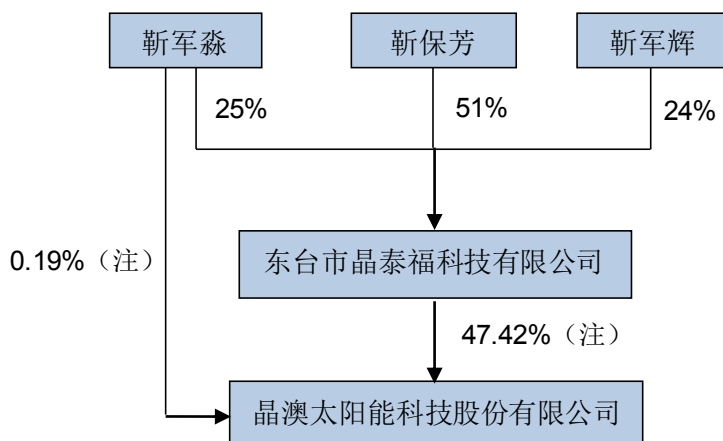 靳军淼
靳保芳
靳军辉
25%
51%
24%
东台市晶泰福科技有限公司
0.19%（注）
47.42%（注）
晶澳太阳能科技股份有限公司